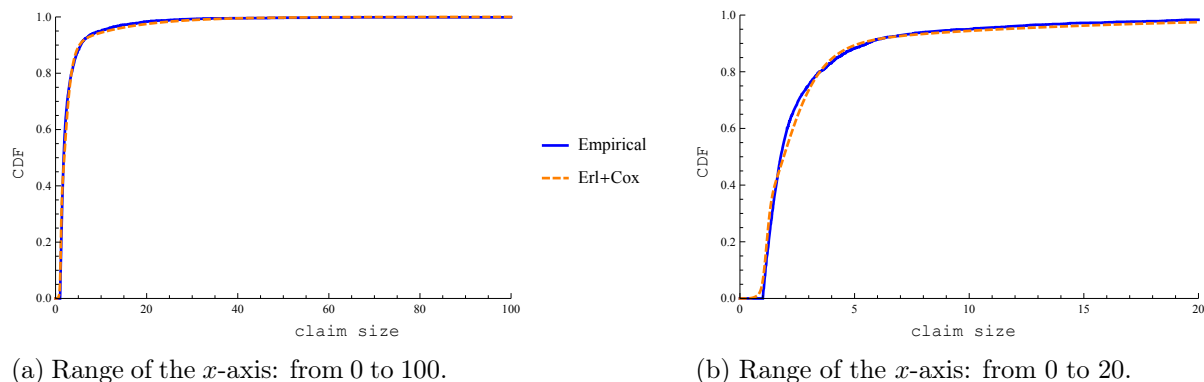 1.0
0.8
0.6
0.4
0.2
0.0
CDF
0 20 40 60 80 100
claim size
Empirical
Erl+Cox
1.0
0.8
0.6
0.4
0.2
0.0
CDF
0 5 10 15 20
claim size
(a) Range of the x-axis: from 0 to 100.
(b) Range of the x-axis: from 0 to 20.